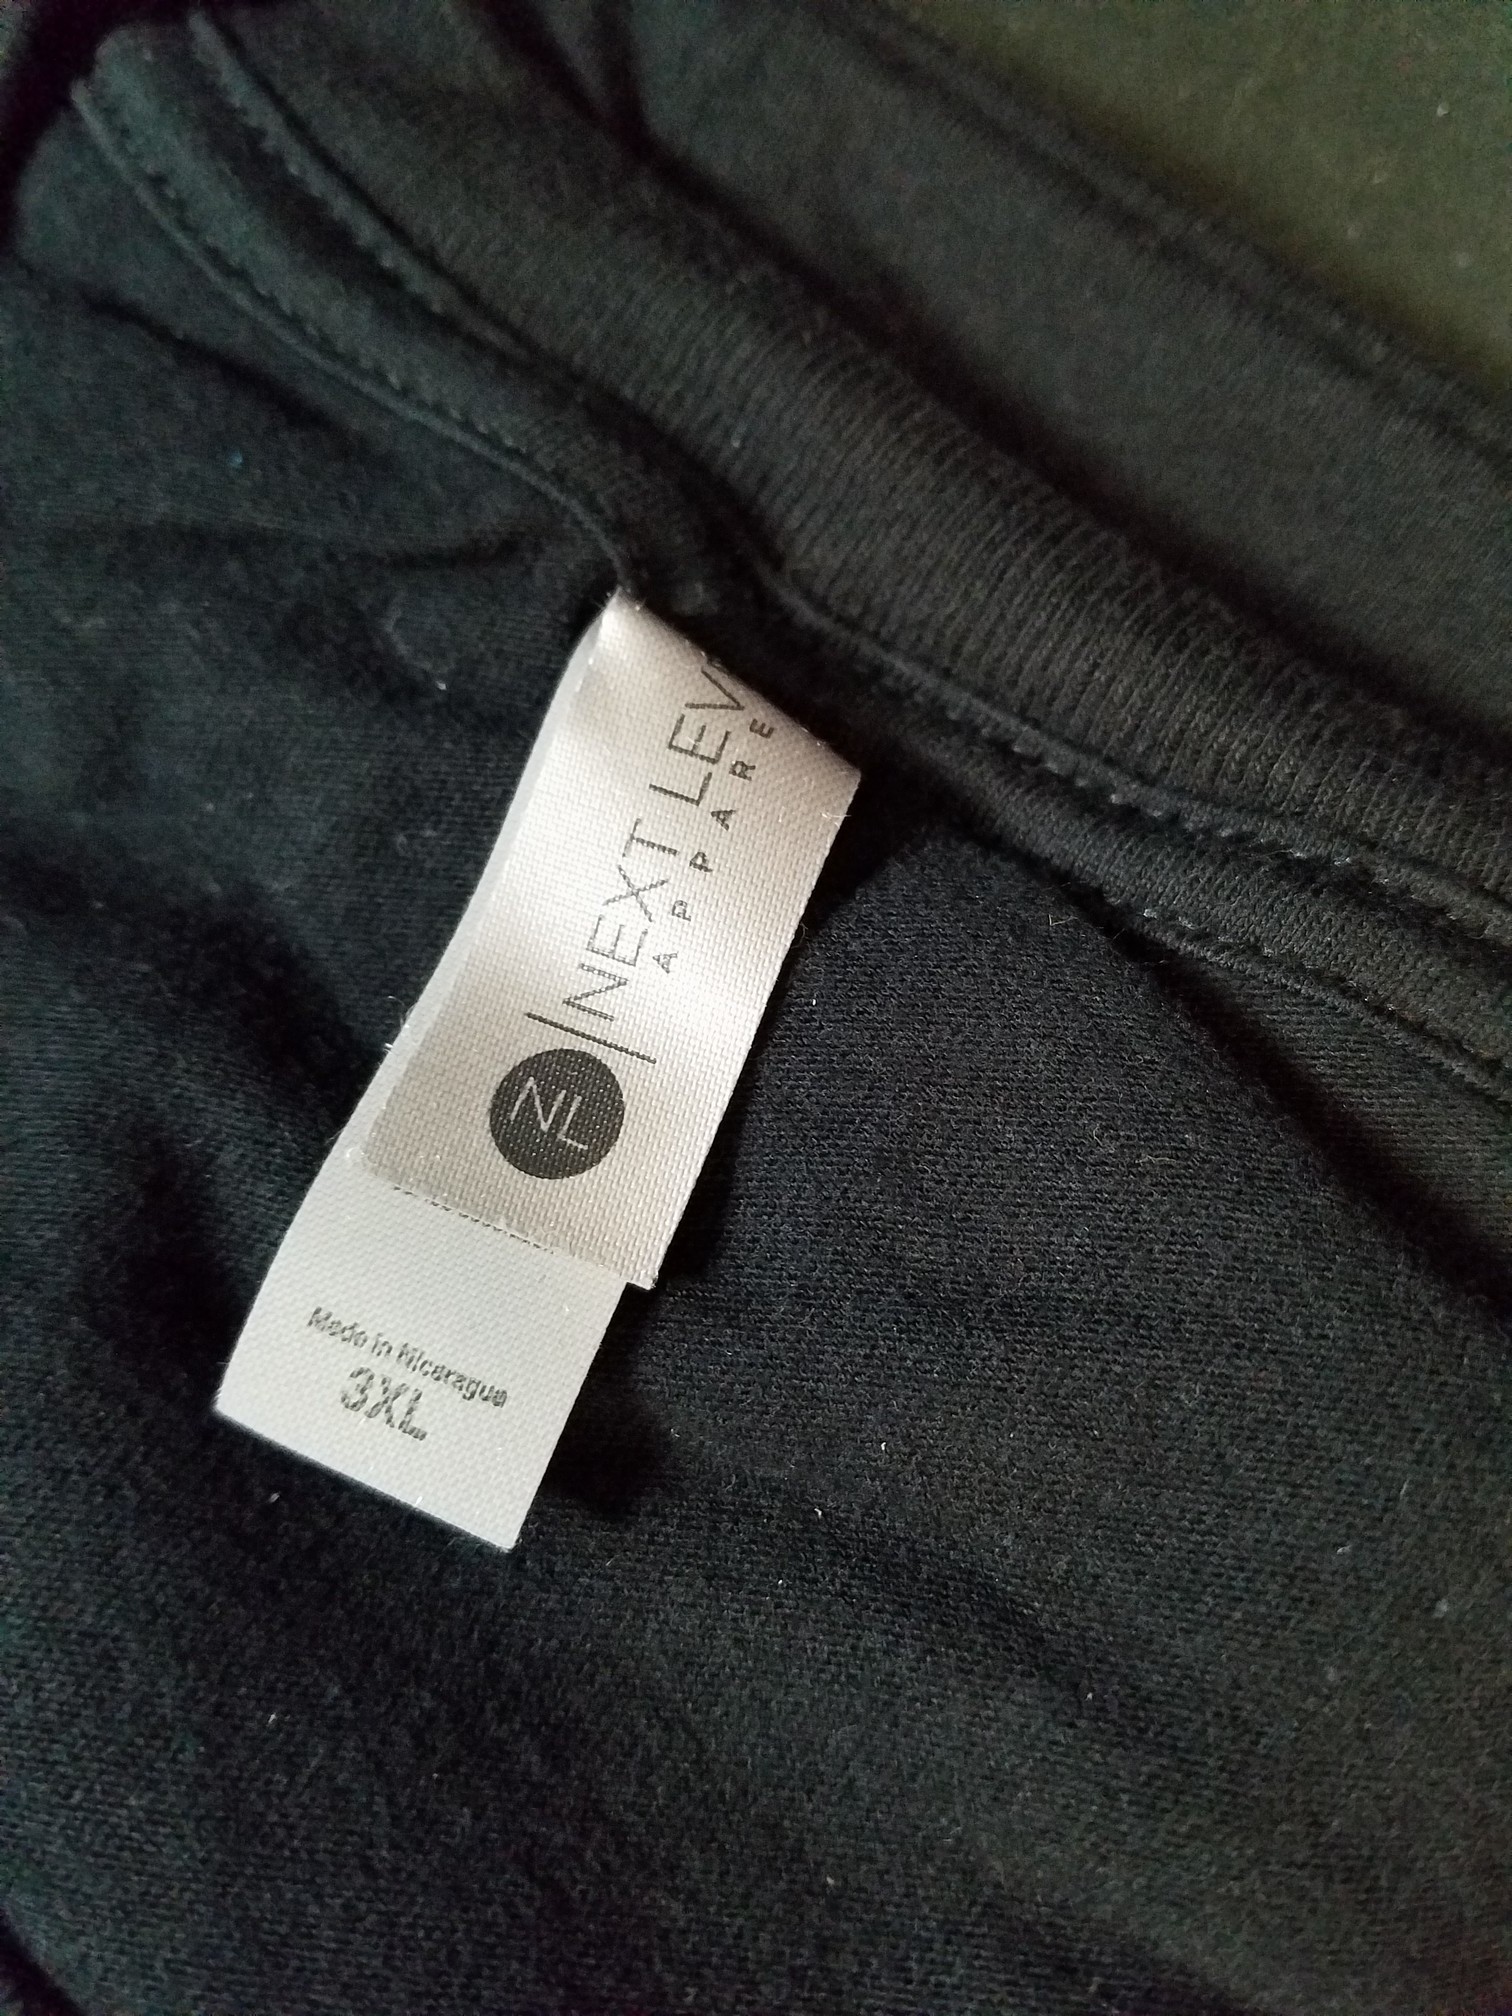 NL | NEXT LEV
APPARE
Made in Nicaragua
3XL